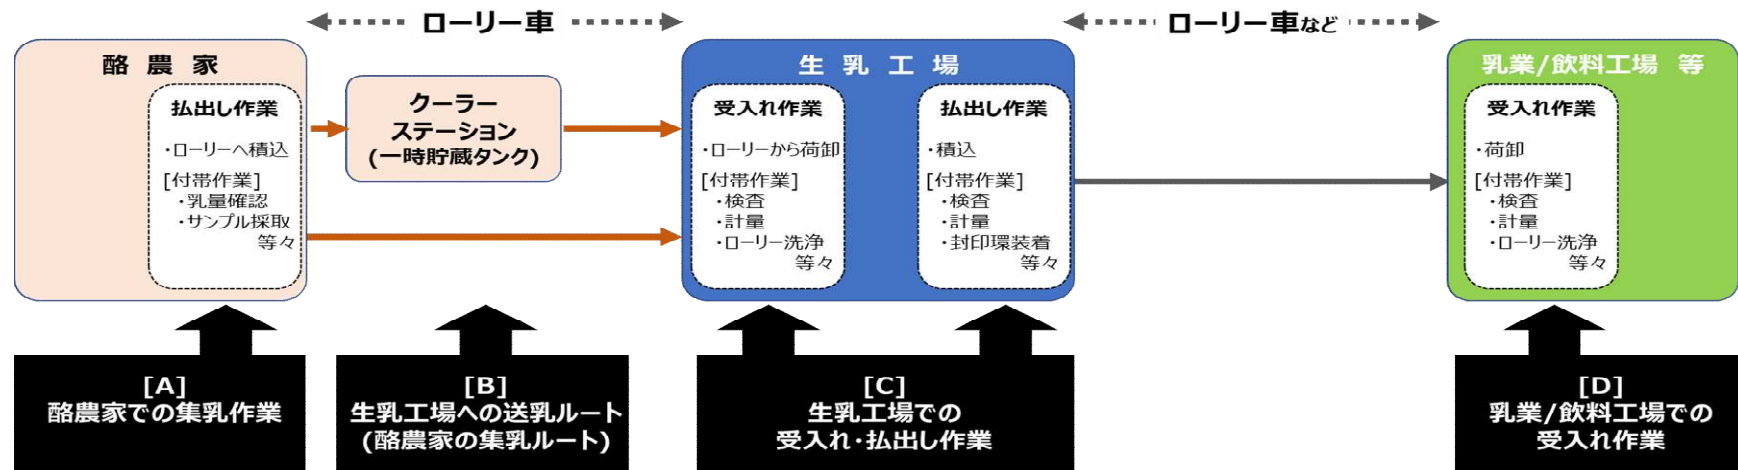 ローリー車
ローリー車など
酪 農 家
払出し作業
・ローリーへ積込
[付帯作業]
・乳量確認
・サンプル採取
等々
クーラー
ステーション
(一時貯蔵タンク)
生 乳 工 場
受入れ作業
・ローリーから荷卸
[付帯作業]
・検査
・計量
・ローリー洗浄
等々
払出し作業
・積込
[付帯作業]
・検査
・計量
・封印環装着
等々
乳業/飲料工場 等
受入れ作業
・荷卸
[付帯作業]
・検査
・計量
・ローリー洗浄
等々
[A]
酪農家での集乳作業
[B]
生乳工場への送乳ルート
(酪農家の集乳ルート)
[C]
生乳工場での
受入れ・払出し作業
[D]
乳業/飲料工場での
受入れ作業